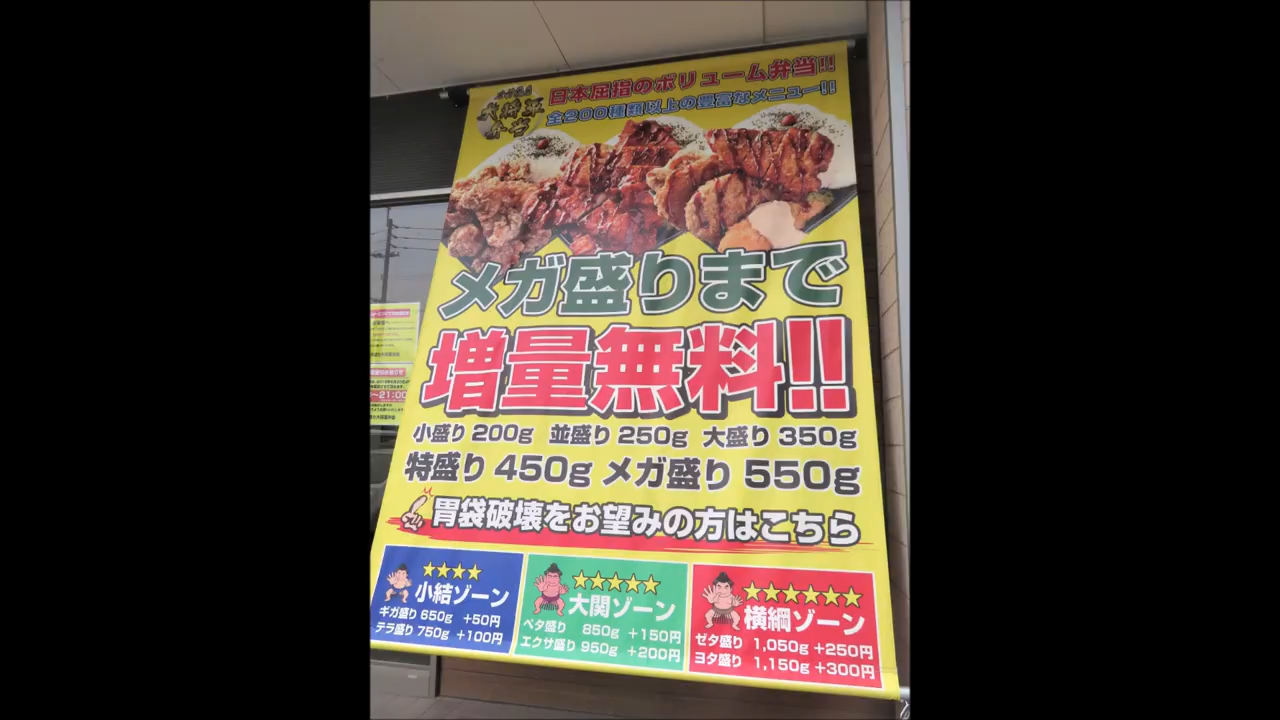 大将軍
弁当
日本屈指のボリューム弁当!!
全200種類以上の豊富なメニュー!!
メガ盛りまで
増量無料!!
小盛り 200g 並盛り 250g 大盛り 350g
特盛り 450g メガ盛り 550g
胃袋破壊をお望みの方はこちら
小結ゾーン
ギガ盛り 650g +50円
テラ盛り 750g +100円
大関ゾーン
ペタ盛り 850g +150円
エクサ盛り 950g +200円
横綱ゾーン
ゼタ盛り 1,050g +250円
ヨタ盛り 1,150g +300円
~21:00